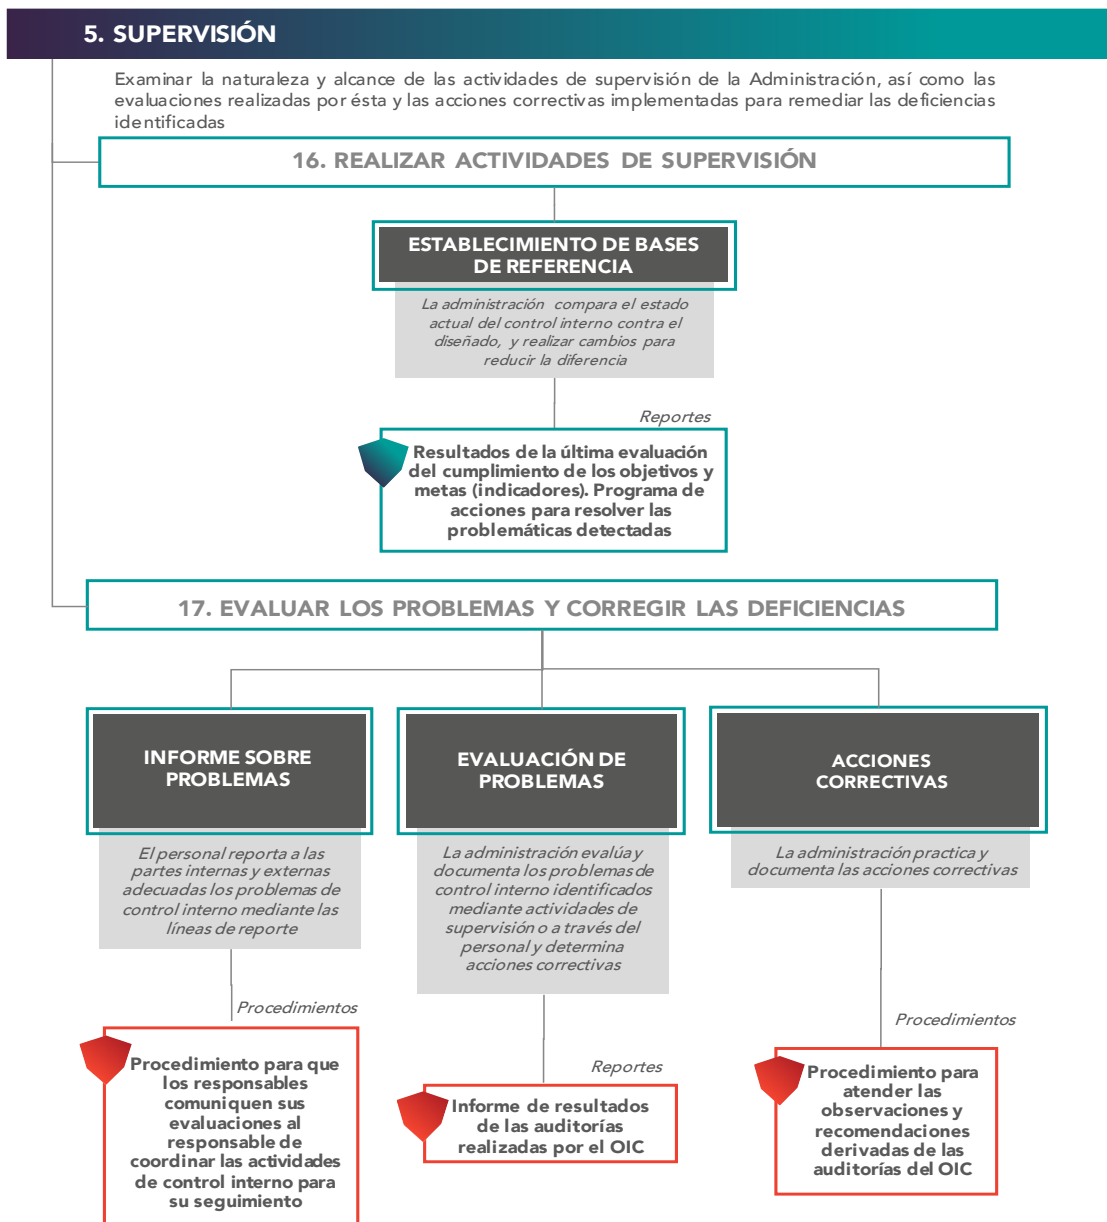 5. SUPERVISIÓN
Examinar la naturaleza y alcance de las actividades de supervisión de la Administración, así como las
evaluaciones realizadas por ésta y las acciones correctivas implementadas para remediar las deficiencias
identificadas
16. REALIZAR ACTIVIDADES DE SUPERVISIÓN
ESTABLECIMIENTO DE BASES
DE REFERENCIA
La administración compara el estado
actual del control interno contra el
diseñado, y realizar cambios para
reducir la diferencia
Reportes
Resultados de la última evaluación
del cumplimiento de los objetivos y
metas (indicadores). Programa de
acciones para resolver las
problemáticas detectadas
17. EVALUAR LOS PROBLEMAS Y CORREGIR LAS DEFICIENCIAS
INFORME SOBRE
PROBLEMAS
El personal reporta a las
partes internas y externas
adecuadas los problemas de
control interno mediante las
líneas de reporte
Procedimientos
Procedimiento para que
los responsables
comuniquen sus
evaluaciones al
responsable de
coordinar las actividades
de control interno para
su seguimiento
EVALUACIÓN DE
PROBLEMAS
La administración evalúa y
documenta los problemas de
control interno identificados
mediante actividades de
supervisión o a través del
personal y determina
acciones correctivas
Reportes
Informe de resultados
de las auditorías
realizadas por el OIC
ACCIONES
CORRECTIVAS
La administración practica y
documenta las acciones correctivas
Procedimientos
Procedimiento para
atender las
observaciones y
recomendaciones
derivadas de las
auditorías del OIC